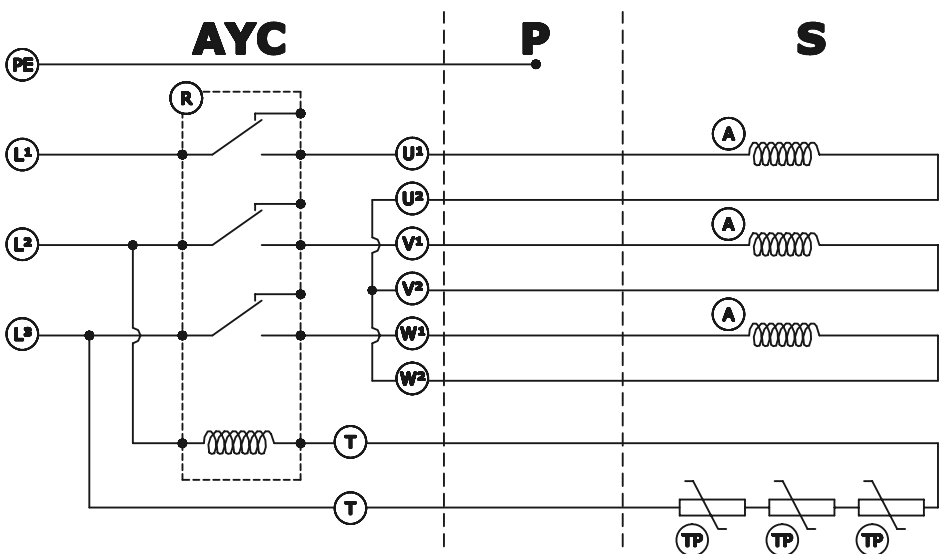 AYC P S
PE
R
L¹ U¹ A
U²
L² V¹ A
V²
L³ W¹ A
W²
T
T
TP TP TP